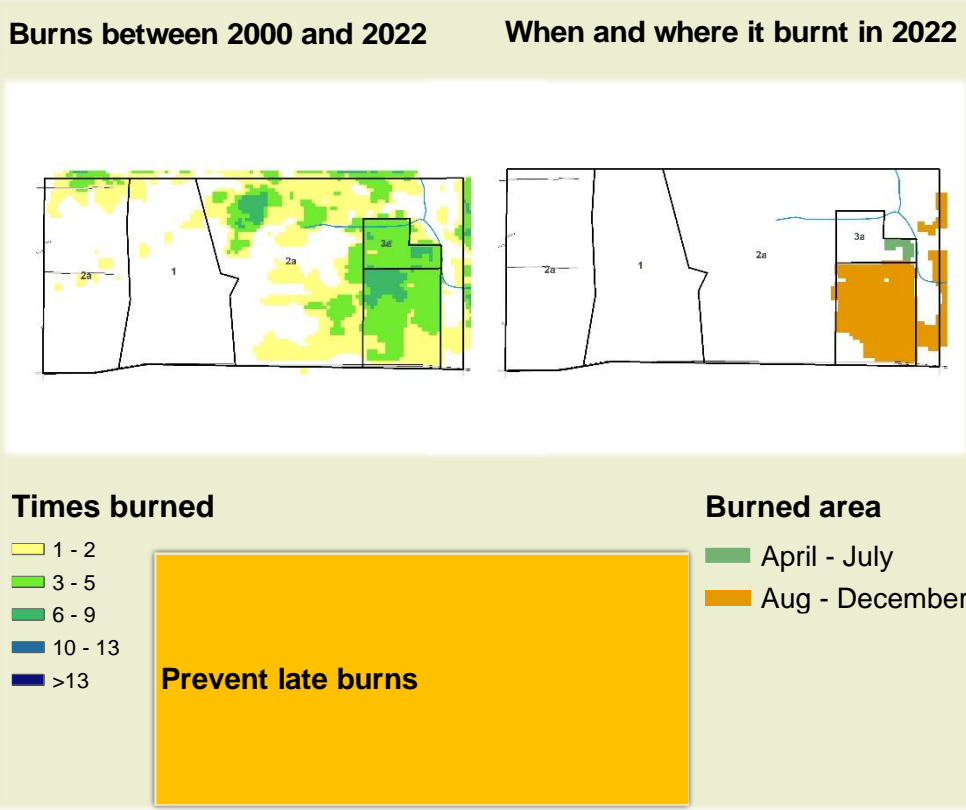 Burns between 2000 and 2022
When and where it burnt in 2022
2a
1
2a
3a
2a
1
2a
3a
Times burned
1 - 2
3 - 5
6 - 9
10 - 13
>13
Prevent late burns
Burned area
April - July
Aug - December